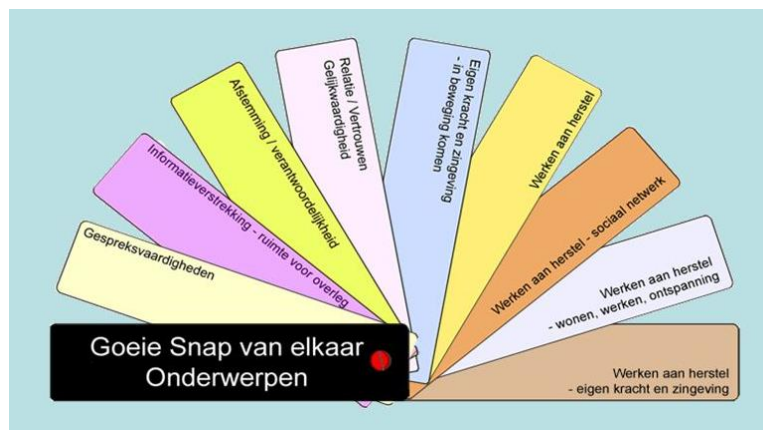 Gespreksvaardigheden
Informatieverstrekking - ruimte voor overleg
Afstemming / verantwoordelijkheid
Relatie / Vertrouwen
Gelijkwaardigheid
Eigen kracht en zingeving
- in beweging komen
Werken aan herstel
Werken aan herstel - sociaal netwerk
Werken aan herstel
- wonen, werken, ontspanning
Werken aan herstel
- eigen kracht en zingeving
Goeie Snap van elkaar
Onderwerpen